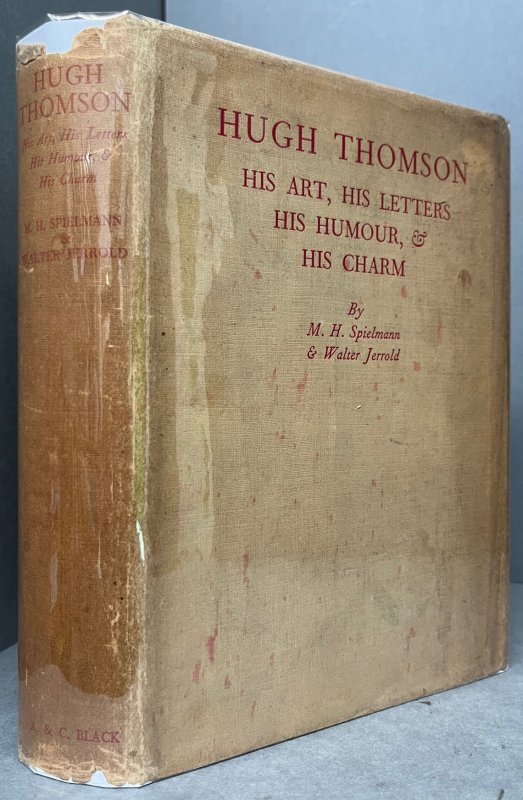 HUGH
THOMSON
His Art, His Letters
His Humour, &
His Charm
M. H. SPIELMANN
&
WALTER JERROLD
A. & C. BLACK
HUGH THOMSON
HIS ART, HIS LETTERS
HIS HUMOUR, &
HIS CHARM
By
M. H. Spielmann
& Walter Jerrold